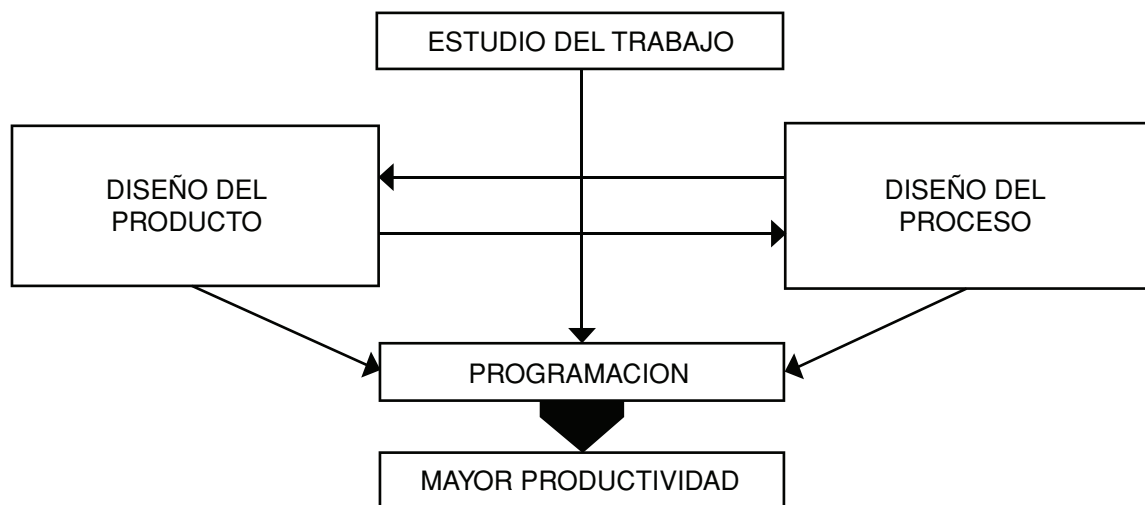 ESTUDIO DEL TRABAJO
DISEÑO DEL
PRODUCTO
DISEÑO DEL
PROCESO
PROGRAMACION
MAYOR PRODUCTIVIDAD